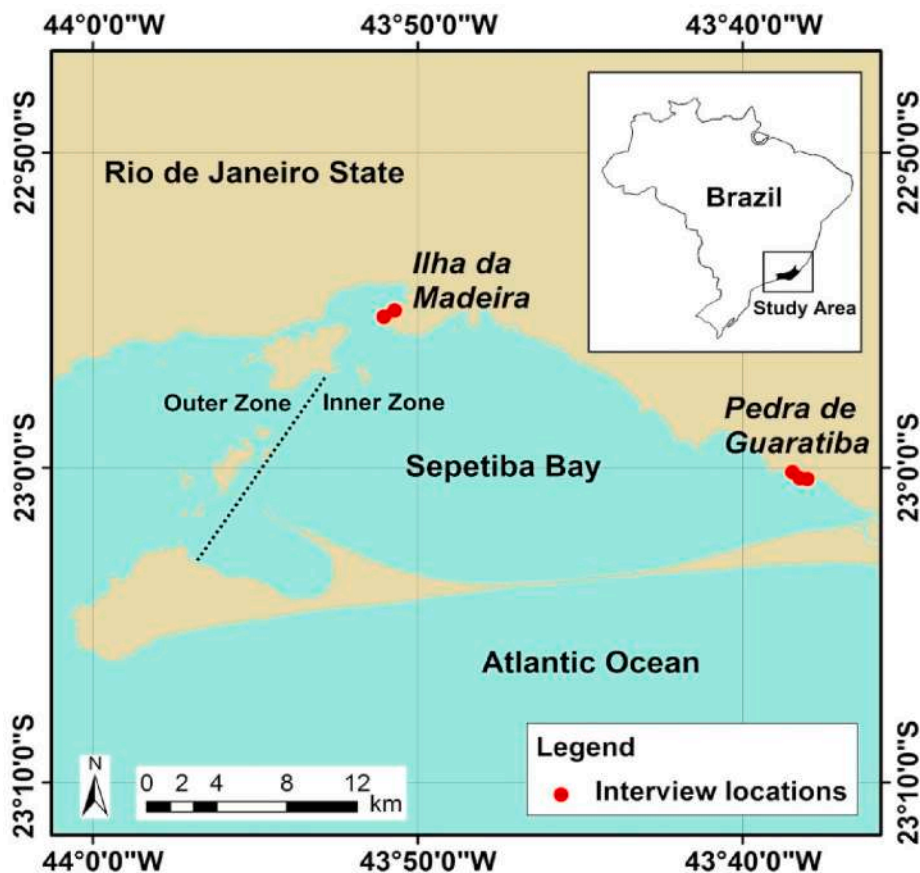 44°0'0"W 43°50'0"W 43°40'0"W
22°50'0"S
22°50'0"S
Rio de Janeiro State
Brazil
Study Area
Ilha da
Madeira
Outer Zone
Inner Zone
Pedra de
Guaratiba
23°0'0"S
23°0'0"S
Sepetiba Bay
Atlantic Ocean
Legend
Interview locations
N
0 2 4 8 12
km
23°10'0"S
23°10'0"S
44°0'0"W 43°50'0"W 43°40'0"W